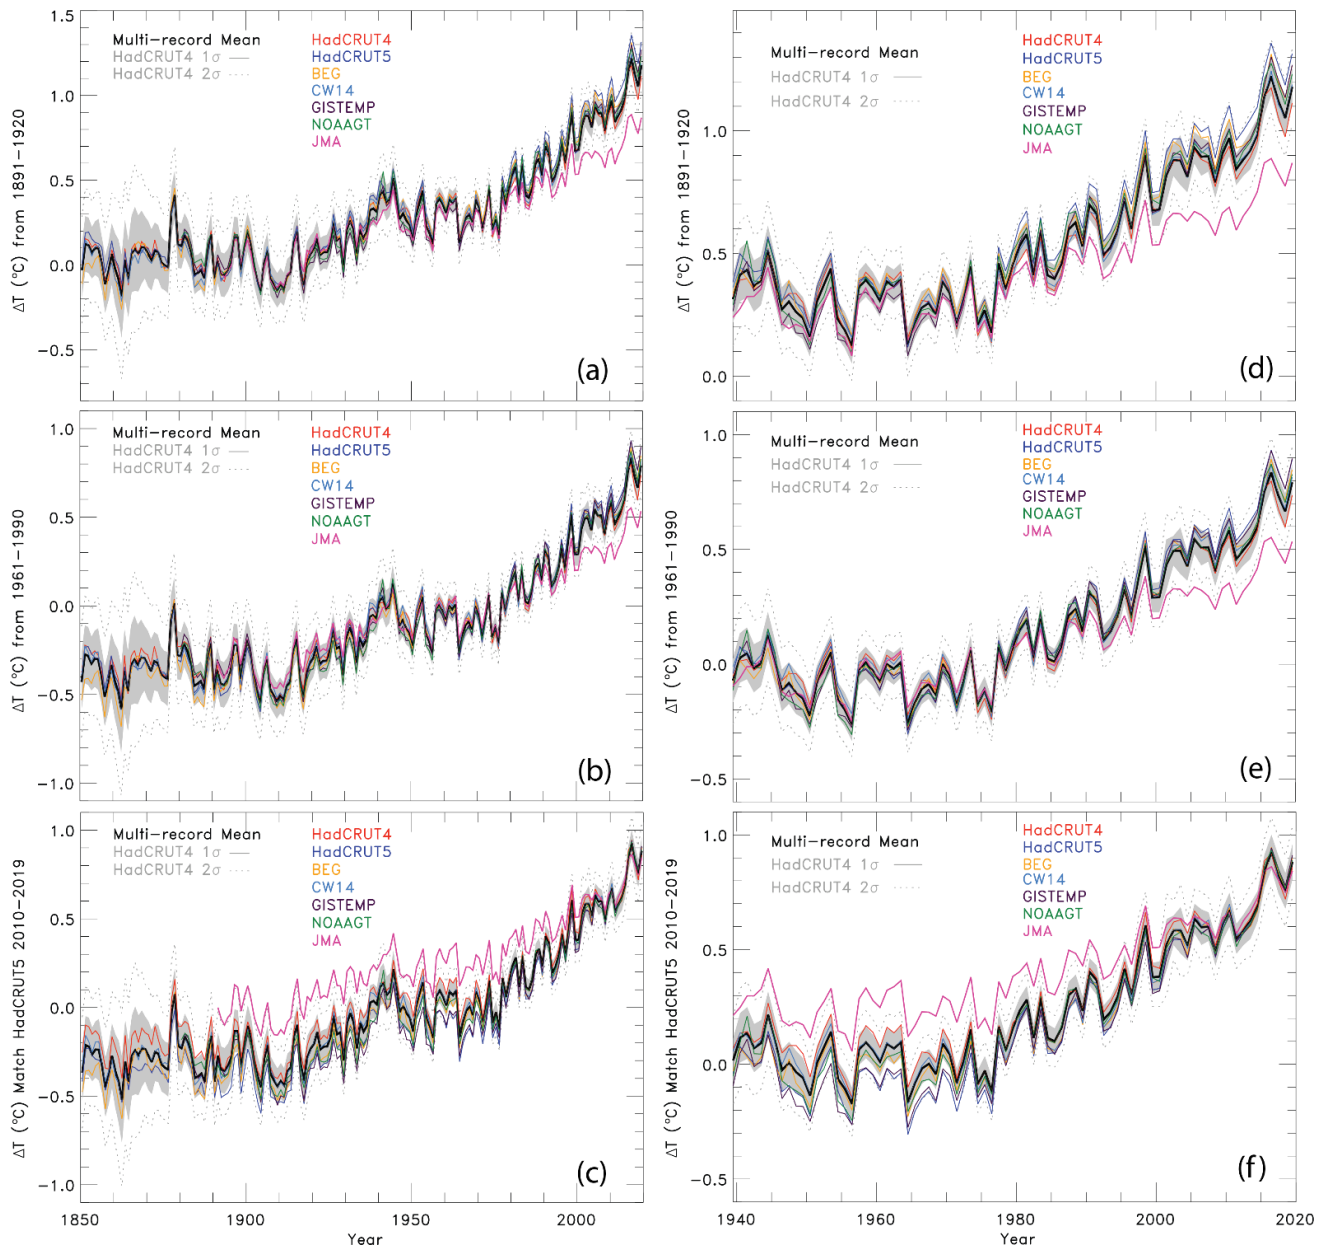 1.5
1.0
0.5
0.0
−0.5
ΔT (°C) from 1891−1920
Multi−record Mean
HadCRUT4 1σ
HadCRUT4 2σ
HadCRUT4
HadCRUT5
BEG
CW14
GISTEMP
NOAAGT
JMA
(a)
1.0
0.5
0.0
ΔT (°C) from 1891−1920
Multi−record Mean
HadCRUT4 1σ
HadCRUT4 2σ
HadCRUT4
HadCRUT5
BEG
CW14
GISTEMP
NOAAGT
JMA
(d)
1.0
0.5
0.0
−0.5
−1.0
ΔT (°C) from 1961−1990
Multi−record Mean
HadCRUT4 1σ
HadCRUT4 2σ
HadCRUT4
HadCRUT5
BEG
CW14
GISTEMP
NOAAGT
JMA
(b)
1.0
0.5
0.0
−0.5
ΔT (°C) from 1961−1990
Multi−record Mean
HadCRUT4 1σ
HadCRUT4 2σ
HadCRUT4
HadCRUT5
BEG
CW14
GISTEMP
NOAAGT
JMA
(e)
1.0
0.5
0.0
−0.5
−1.0
ΔT (°C) Match HadCRUT5 2010−2019
Multi−record Mean
HadCRUT4 1σ
HadCRUT4 2σ
HadCRUT4
HadCRUT5
BEG
CW14
GISTEMP
NOAAGT
JMA
(c)
1850 1900 1950 2000
Year
1.0
0.5
0.0
−0.5
ΔT (°C) Match HadCRUT5 2010−2019
Multi−record Mean
HadCRUT4 1σ
HadCRUT4 2σ
HadCRUT4
HadCRUT5
BEG
CW14
GISTEMP
NOAAGT
JMA
(f)
1940 1960 1980 2000 2020
Year